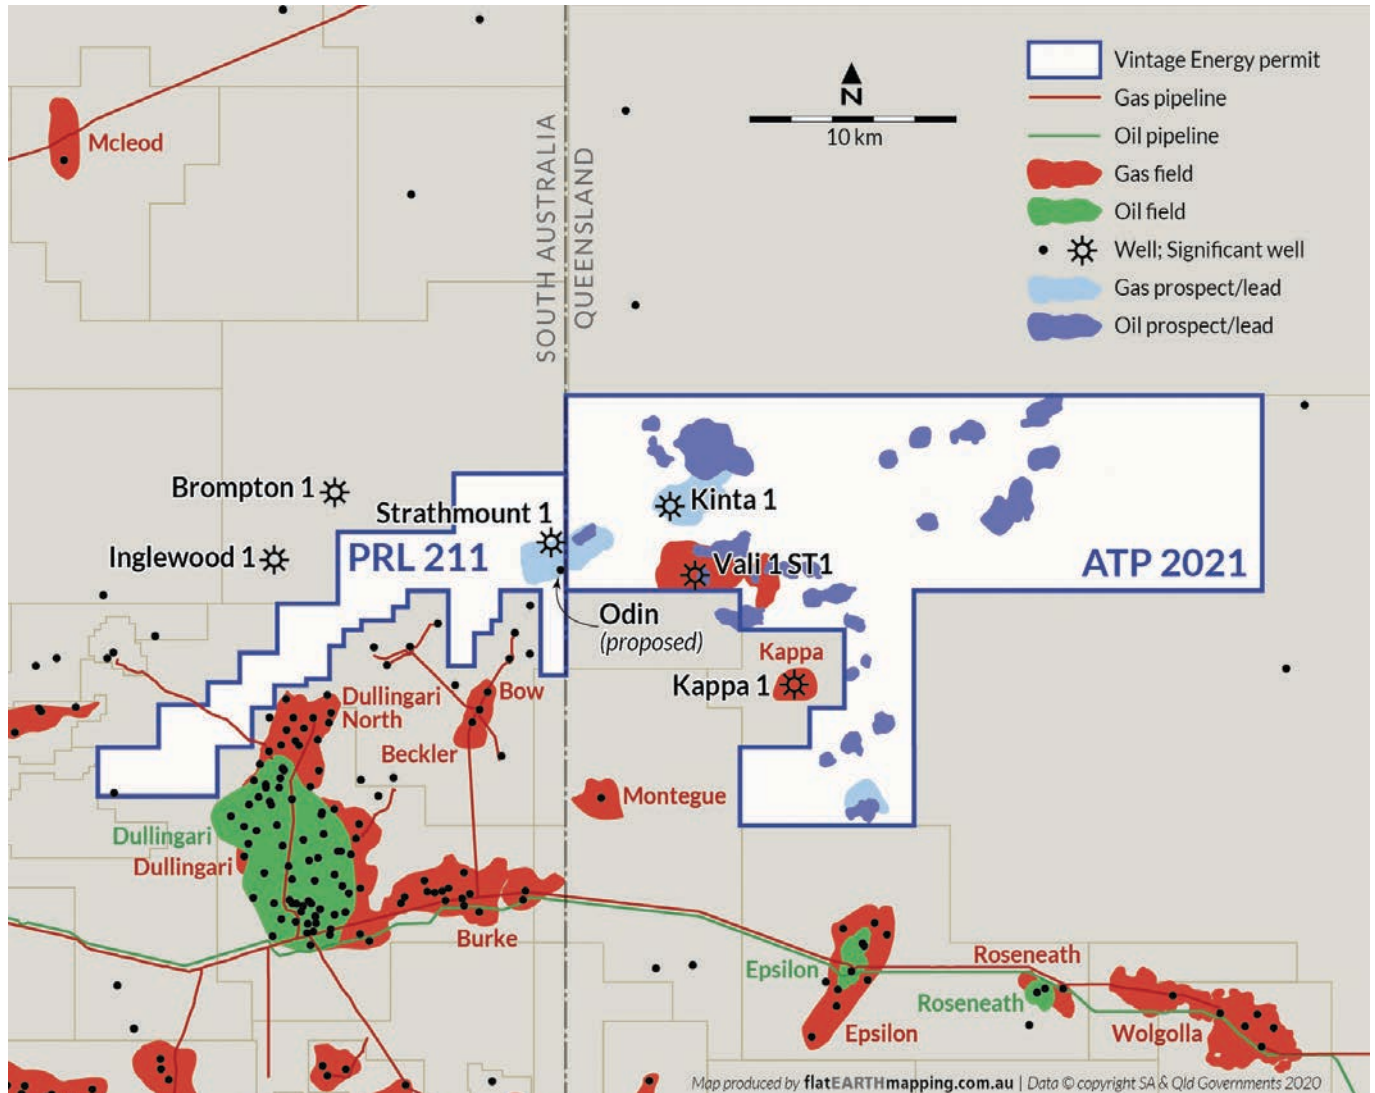 Vintage Energy permit
Gas pipeline
Oil pipeline
Gas field
Oil field
Well; Significant well
Gas prospect/lead
Oil prospect/lead
N
10 km
SOUTH AUSTRALIA
QUEENSLAND
Mcleod
Brompton 1
Strathmount 1
Kinta 1
Inglewood 1
PRL 211
Vali 1 ST1
ATP 2021
Odin
(proposed)
Kappa
Kappa 1
Dullingari
North
Bow
Beckler
Montegue
Dullingari
Dullingari
Burke
Epsilon
Roseneath
Roseneath
Epsilon
Wolgolla
Map produced by flatEARTHmapping.com.au | Data © copyright SA & Qld Governments 2020